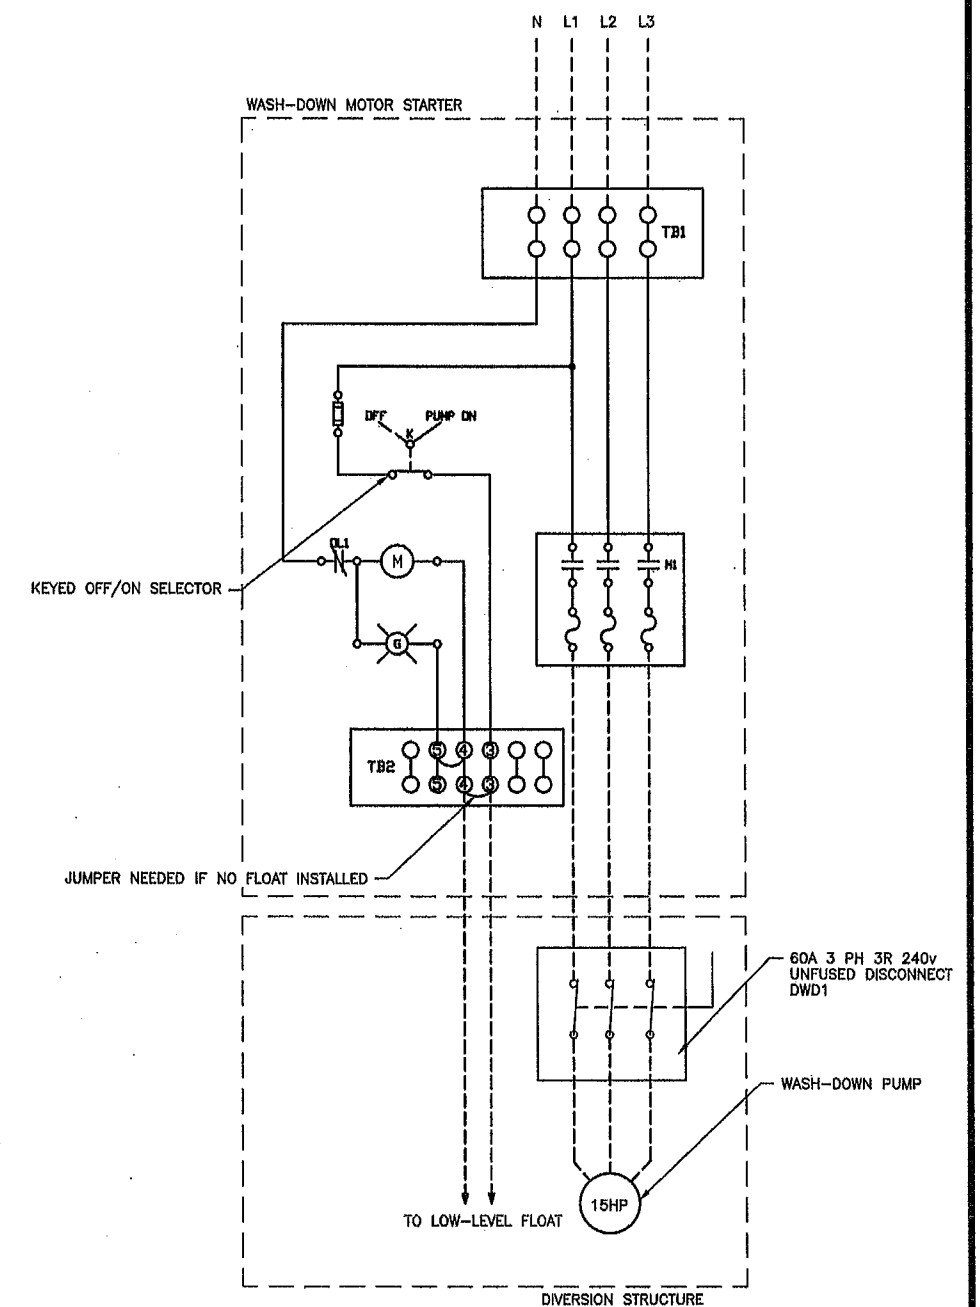 N L1 L2 L3
WASH-DOWN MOTOR STARTER
TB1
OFF PUMP ON
K
OL1
M
M1
KEYED OFF/ON SELECTOR
G
TB2
5 4 3
5 4 3
JUMPER NEEDED IF NO FLOAT INSTALLED
60A 3 PH 3R 240v
UNFUSED DISCONNECT
DWD1
WASH-DOWN PUMP
15HP
TO LOW-LEVEL FLOAT
DIVERSION STRUCTURE